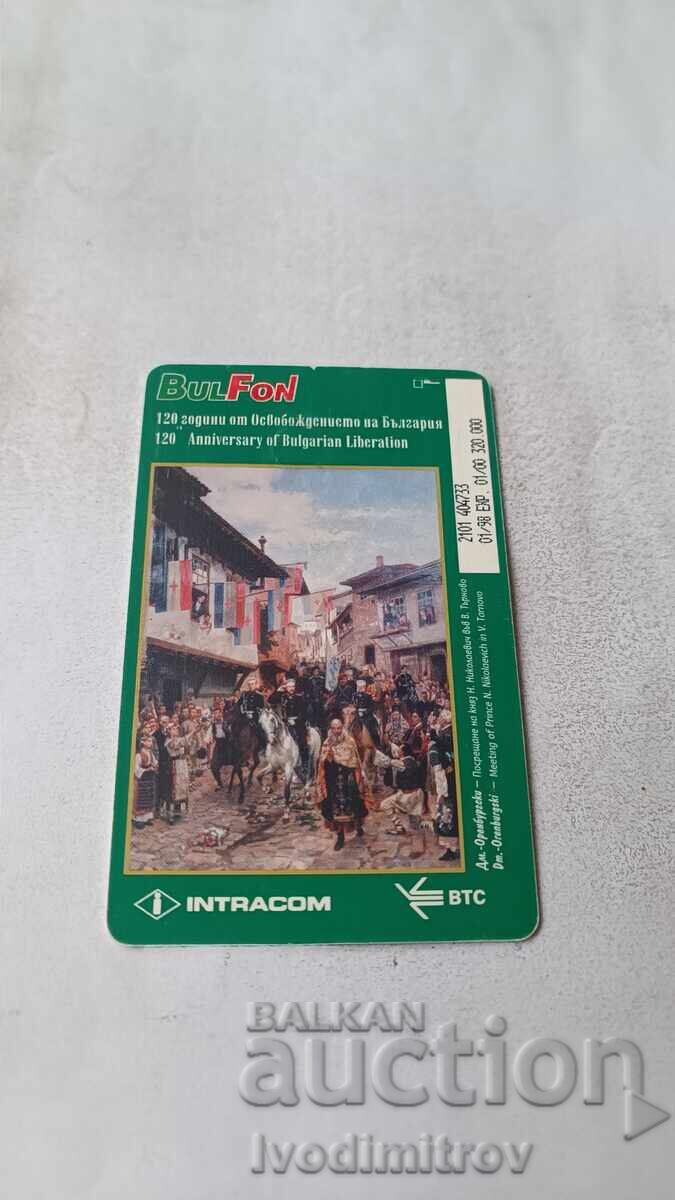 BULFON
120 години от Освобождението на България
120th Anniversary of Bulgarian Liberation
2101 404733
01/98 EXP. 01/00 320.000
Дм.-Оренбургски — Посрещане на княз Н. Николаевич във В. Търново
Dm.-Orenburgski — Meeting of Prince N. Nikolaevich in V. Tarnovo
INTRACOM
BTC
BALKAN
auction
Ivodimitrov